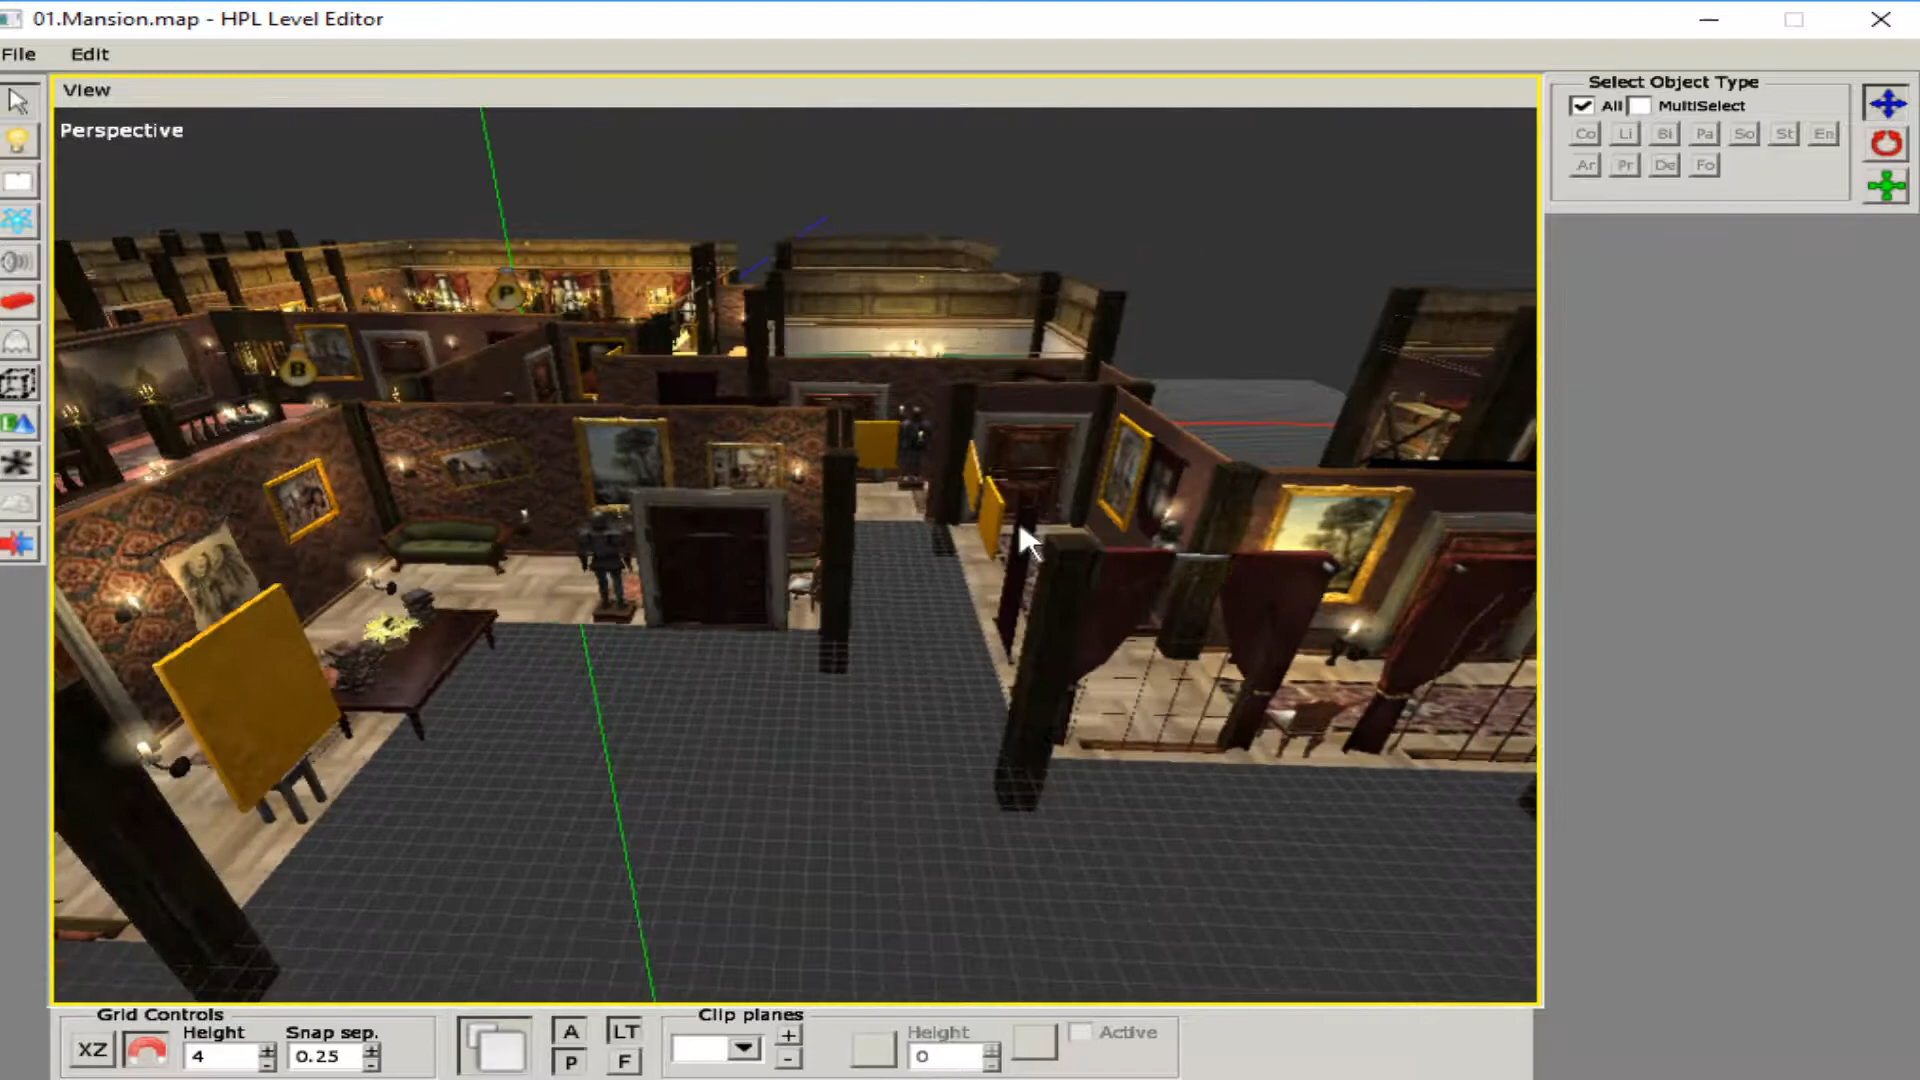 01.Mansion.map - HPL Level Editor
File Edit
View
Perspective
P
B
Select Object Type
All MultiSelect
Co Li Bi Pa So St En
Ar Pr De Fo
Grid Controls
Height Snap sep.
XZ 4 0.25
A LT
P F
Clip planes
+
-
Height
0
Active